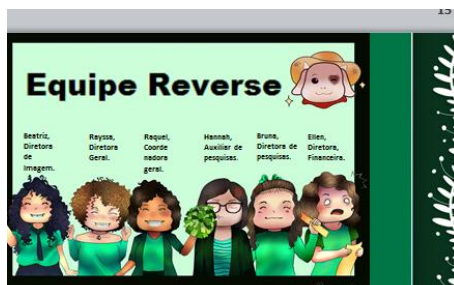 15
Equipe Reverse
Beatriz,
Diretora
de
Imagem.
Rayssa,
Diretora
Geral.
Raquel,
Coorde
nadora
geral.
Hannah,
Auxiliar de
pesquisas.
Bruna,
Diretora de
pesquisas.
Ellen,
Diretora,
Financeira.